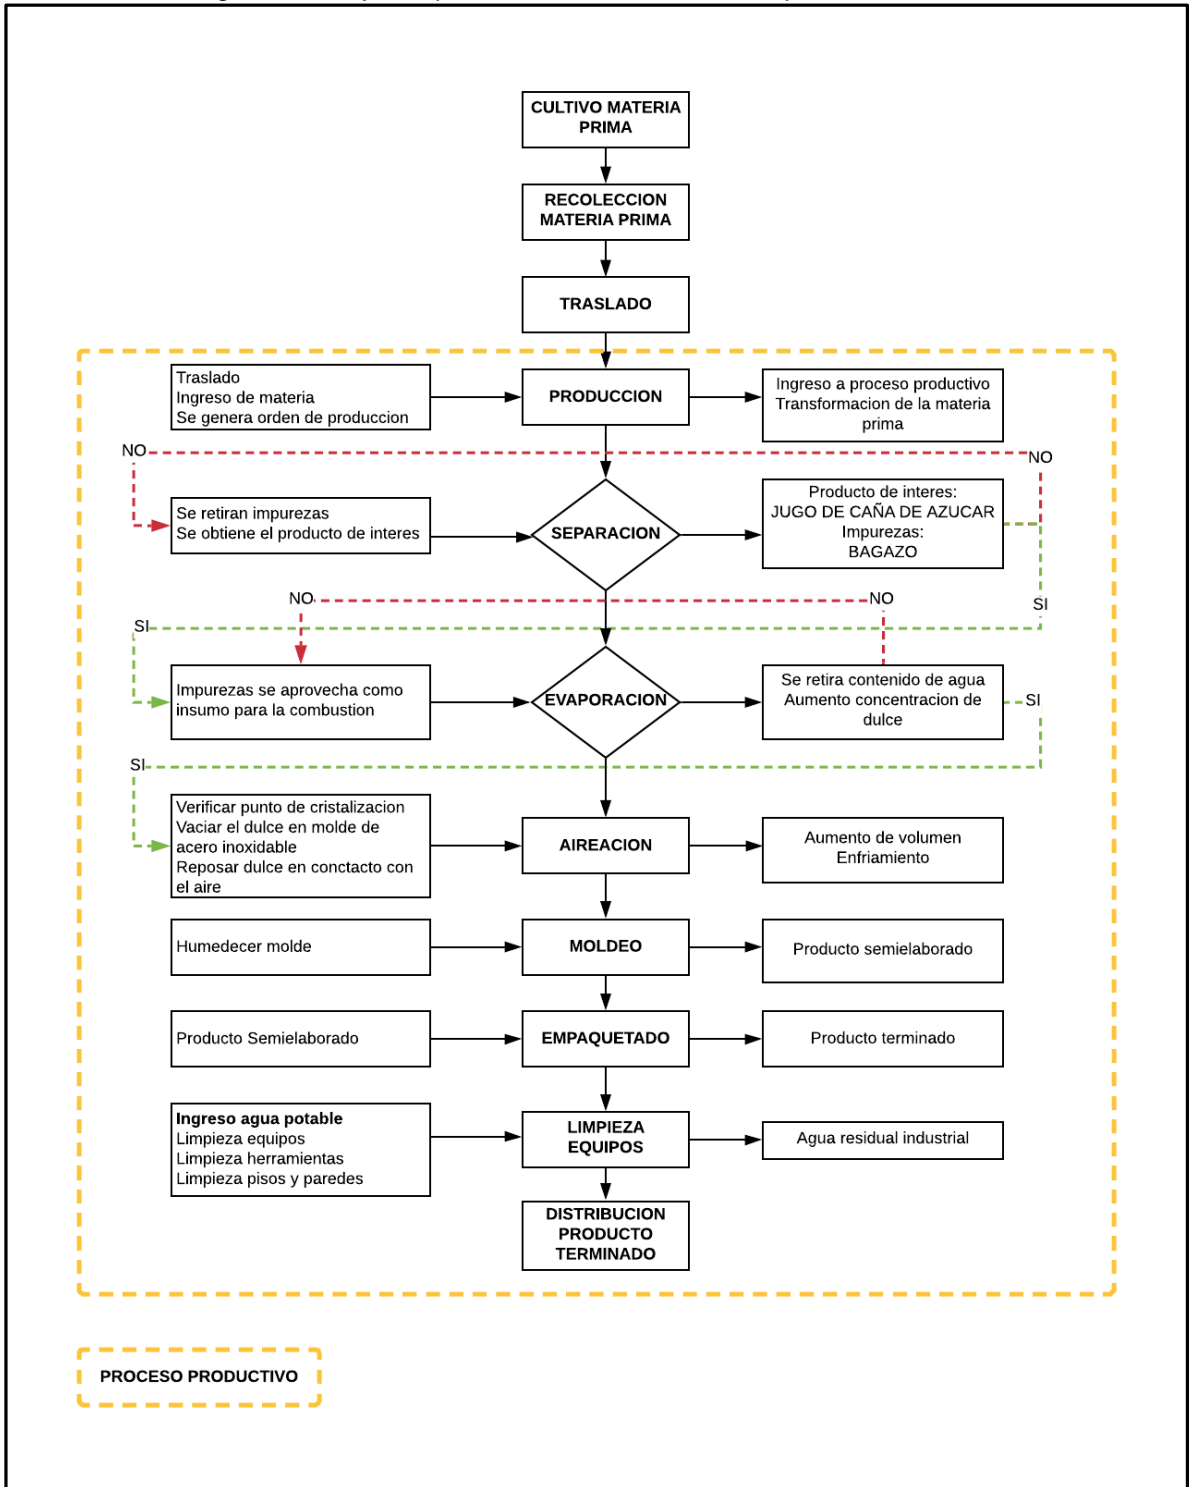 CULTIVO MATERIA
PRIMA
RECOLECCION
MATERIA PRIMA
TRASLADO
Traslado
Ingreso de materia
Se genera orden de produccion
PRODUCCION
Ingreso a proceso productivo
Transformacion de la materia
prima
NO
NO
Se retiran impurezas
Se obtiene el producto de interes
SEPARACION
Producto de interes:
JUGO DE CAÑA DE AZUCAR
Impurezas:
BAGAZO
NO
NO
SI
SI
Impurezas se aprovecha como
insumo para la combustion
EVAPORACION
Se retira contenido de agua
Aumento concentracion de
dulce
SI
SI
Verificar punto de cristalizacion
Vaciar el dulce en molde de
acero inoxidable
Reposar dulce en conctacto con
el aire
AIREACION
Aumento de volumen
Enfriamiento
Humedecer molde
MOLDEO
Producto semielaborado
Producto Semielaborado
EMPAQUETADO
Producto terminado
Ingreso agua potable
Limpieza equipos
Limpieza herramientas
Limpieza pisos y paredes
LIMPIEZA
EQUIPOS
Agua residual industrial
DISTRIBUCION
PRODUCTO
TERMINADO
PROCESO PRODUCTIVO